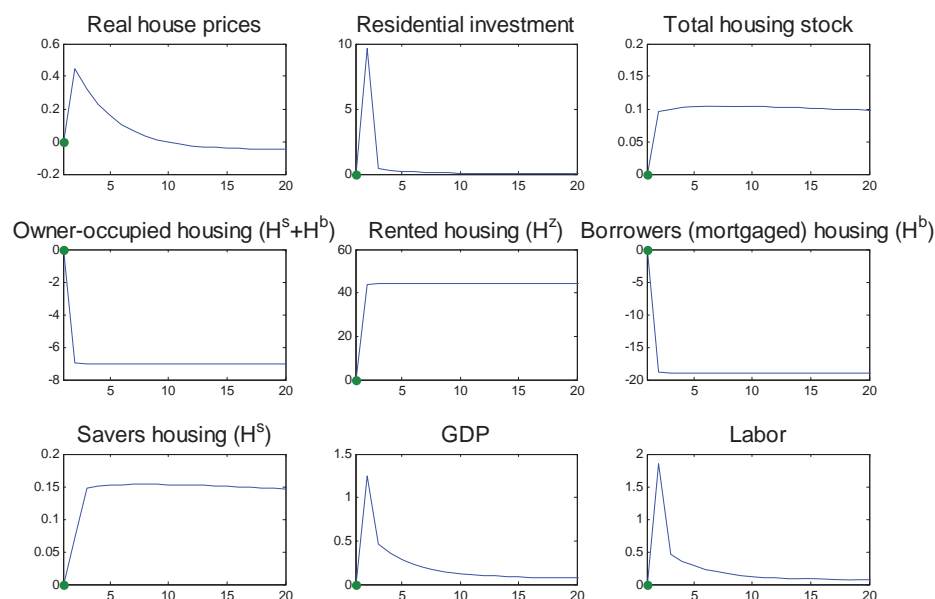 Real house prices
Residential investment
Total housing stock
0.6
0.4
0.2
0
-0.2
5 10 15 20
10
5
0
5 10 15 20
0.2
0.15
0.1
0.05
0
5 10 15 20
Owner-occupied housing (Hˢ+Hᵇ)
Rented housing (Hᶻ)
Borrowers (mortgaged) housing (Hᵇ)
0
-2
-4
-6
-8
5 10 15 20
60
40
20
0
5 10 15 20
0
-5
-10
-15
-20
5 10 15 20
Savers housing (Hˢ)
GDP
Labor
0.2
0.15
0.1
0.05
0
5 10 15 20
1.5
1
0.5
0
5 10 15 20
2
1.5
1
0.5
0
5 10 15 20